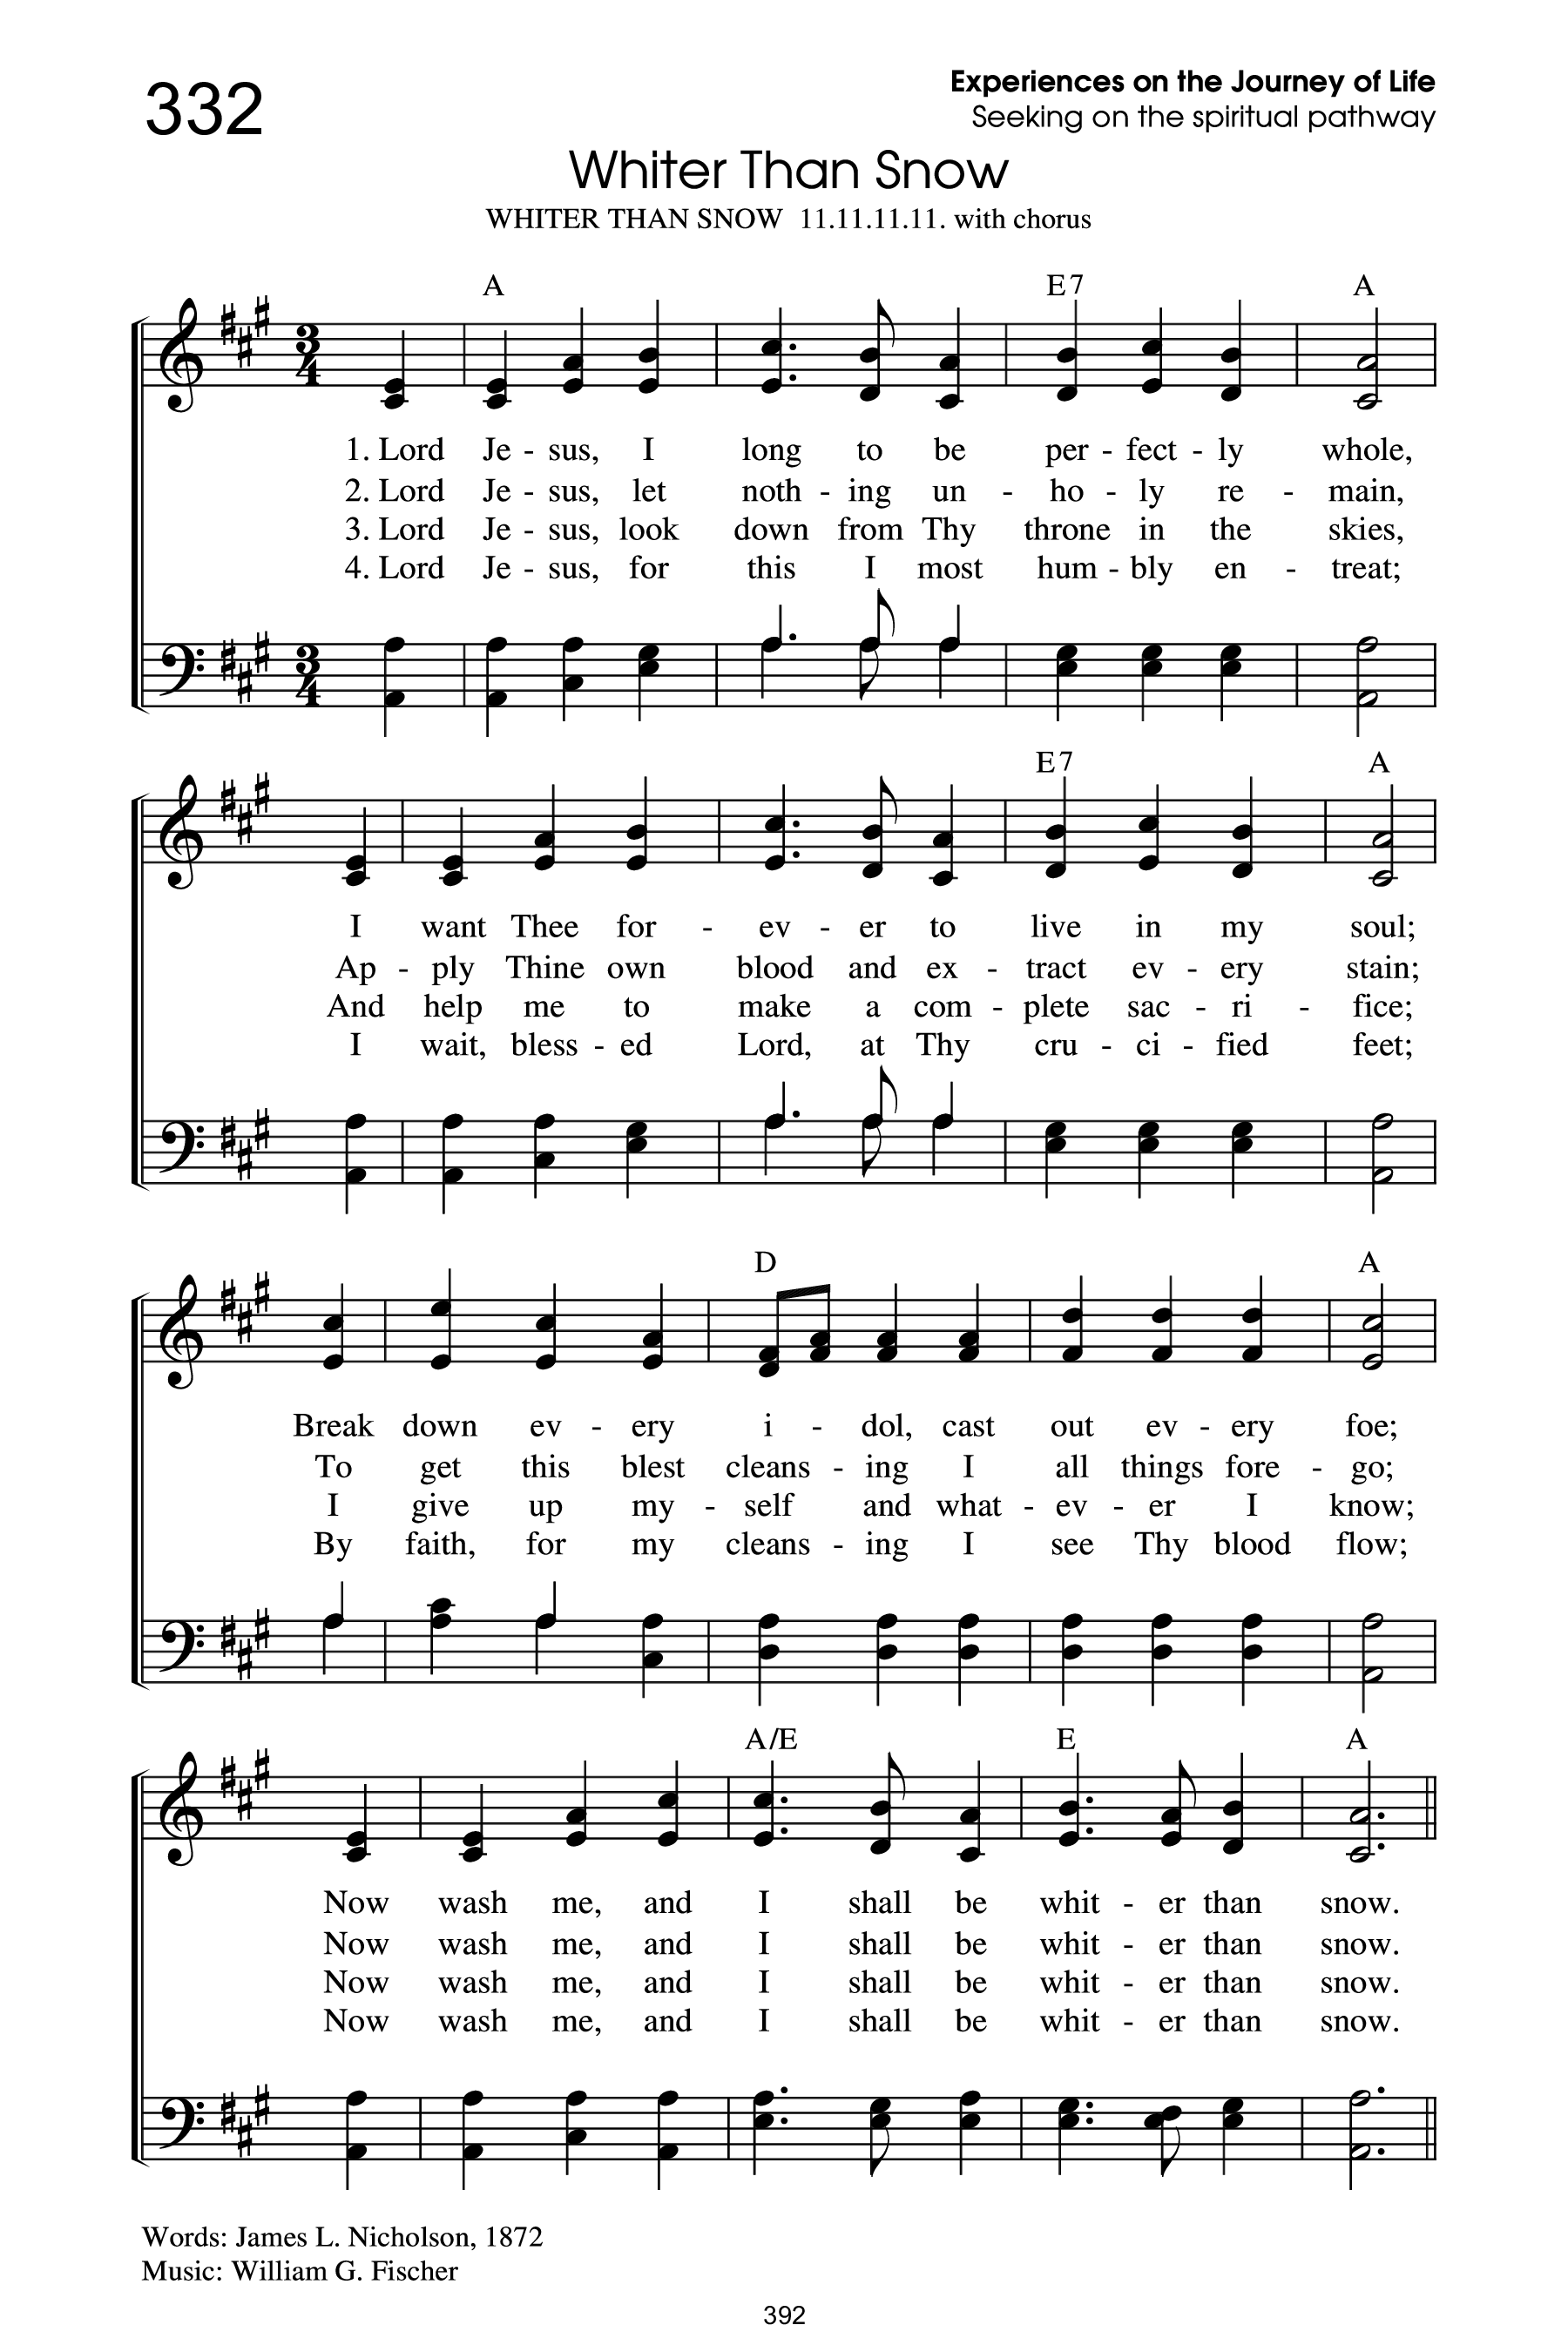 332
Experiences on the Journey of Life
Seeking on the spiritual pathway
Whiter Than Snow
WHITER THAN SNOW 11.11.11.11. with chorus
A E7 A
3
4
1. Lord Je - sus, I long to be per - fect - ly whole,
2. Lord Je - sus, let noth - ing un - ho - ly re - main,
3. Lord Je - sus, look down from Thy throne in the skies,
4. Lord Je - sus, for this I most hum - bly en - treat;
3
4
E7 A
I want Thee for - ev - er to live in my soul;
Ap - ply Thine own blood and ex - tract ev - ery stain;
And help me to make a com - plete sac - ri - fice;
I wait, bless - ed Lord, at Thy cru - ci - fied feet;
D A
Break down ev - ery i - dol, cast out ev - ery foe;
To get this blest cleans - ing I all things fore - go;
I give up my - self and what - ev - er I know;
By faith, for my cleans - ing I see Thy blood flow;
A/E E A
Now wash me, and I shall be whit - er than snow.
Now wash me, and I shall be whit - er than snow.
Now wash me, and I shall be whit - er than snow.
Now wash me, and I shall be whit - er than snow.
Words: James L. Nicholson, 1872
Music: William G. Fischer
392